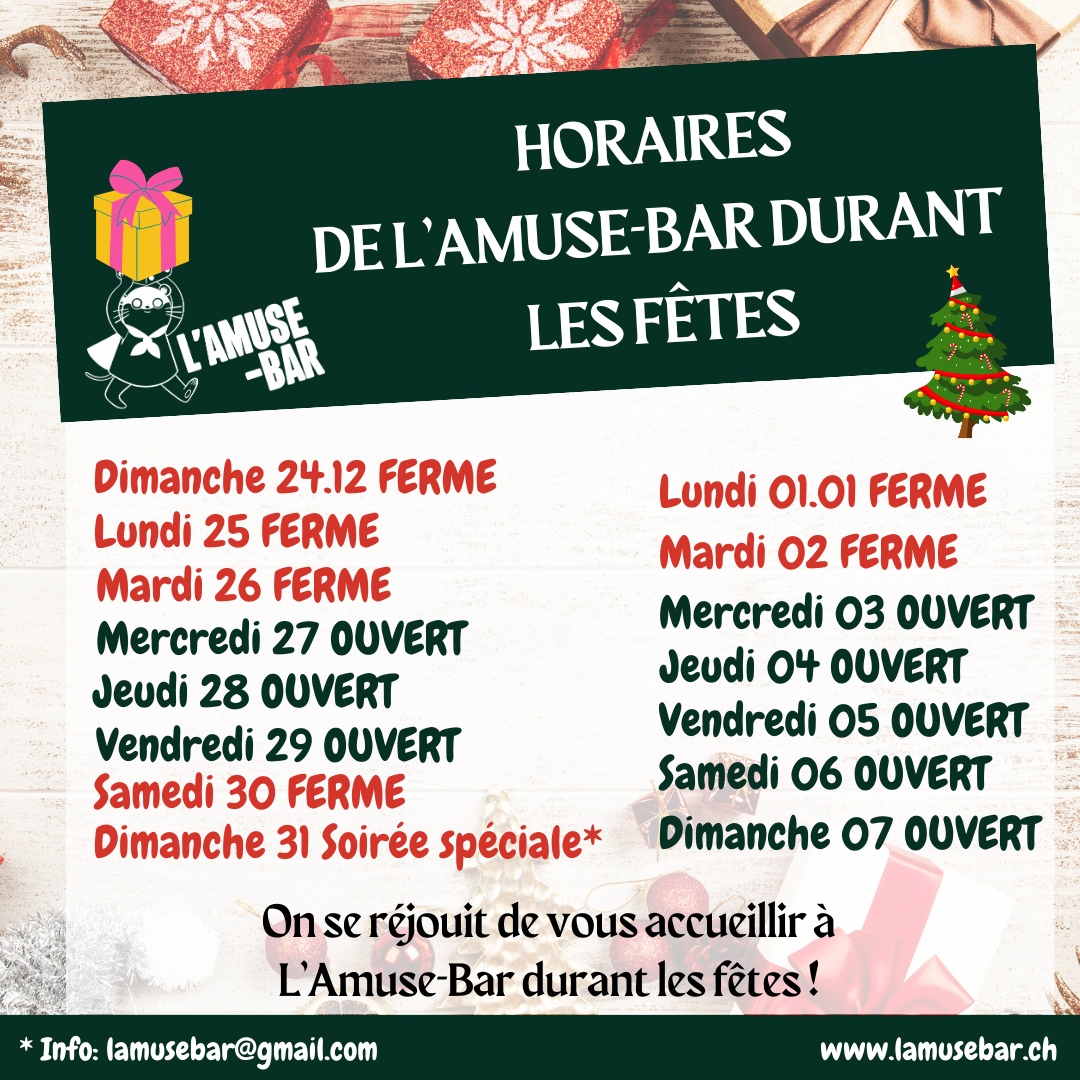 HORAIRES
DE L'AMUSE-BAR DURANT
LES FÊTES
L'AMUSE
-BAR
Dimanche 24.12 FERME
Lundi 25 FERME
Mardi 26 FERME
Mercredi 27 OUVERT
Jeudi 28 OUVERT
Vendredi 29 OUVERT
Samedi 30 FERME
Dimanche 31 Soirée spéciale*
Lundi 01.01 FERME
Mardi 02 FERME
Mercredi 03 OUVERT
Jeudi 04 OUVERT
Vendredi 05 OUVERT
Samedi 06 OUVERT
Dimanche 07 OUVERT
On se réjouit de vous accueillir à
L'Amuse-Bar durant les fêtes !
* Info: lamusebar@gmail.com
www.lamusebar.ch